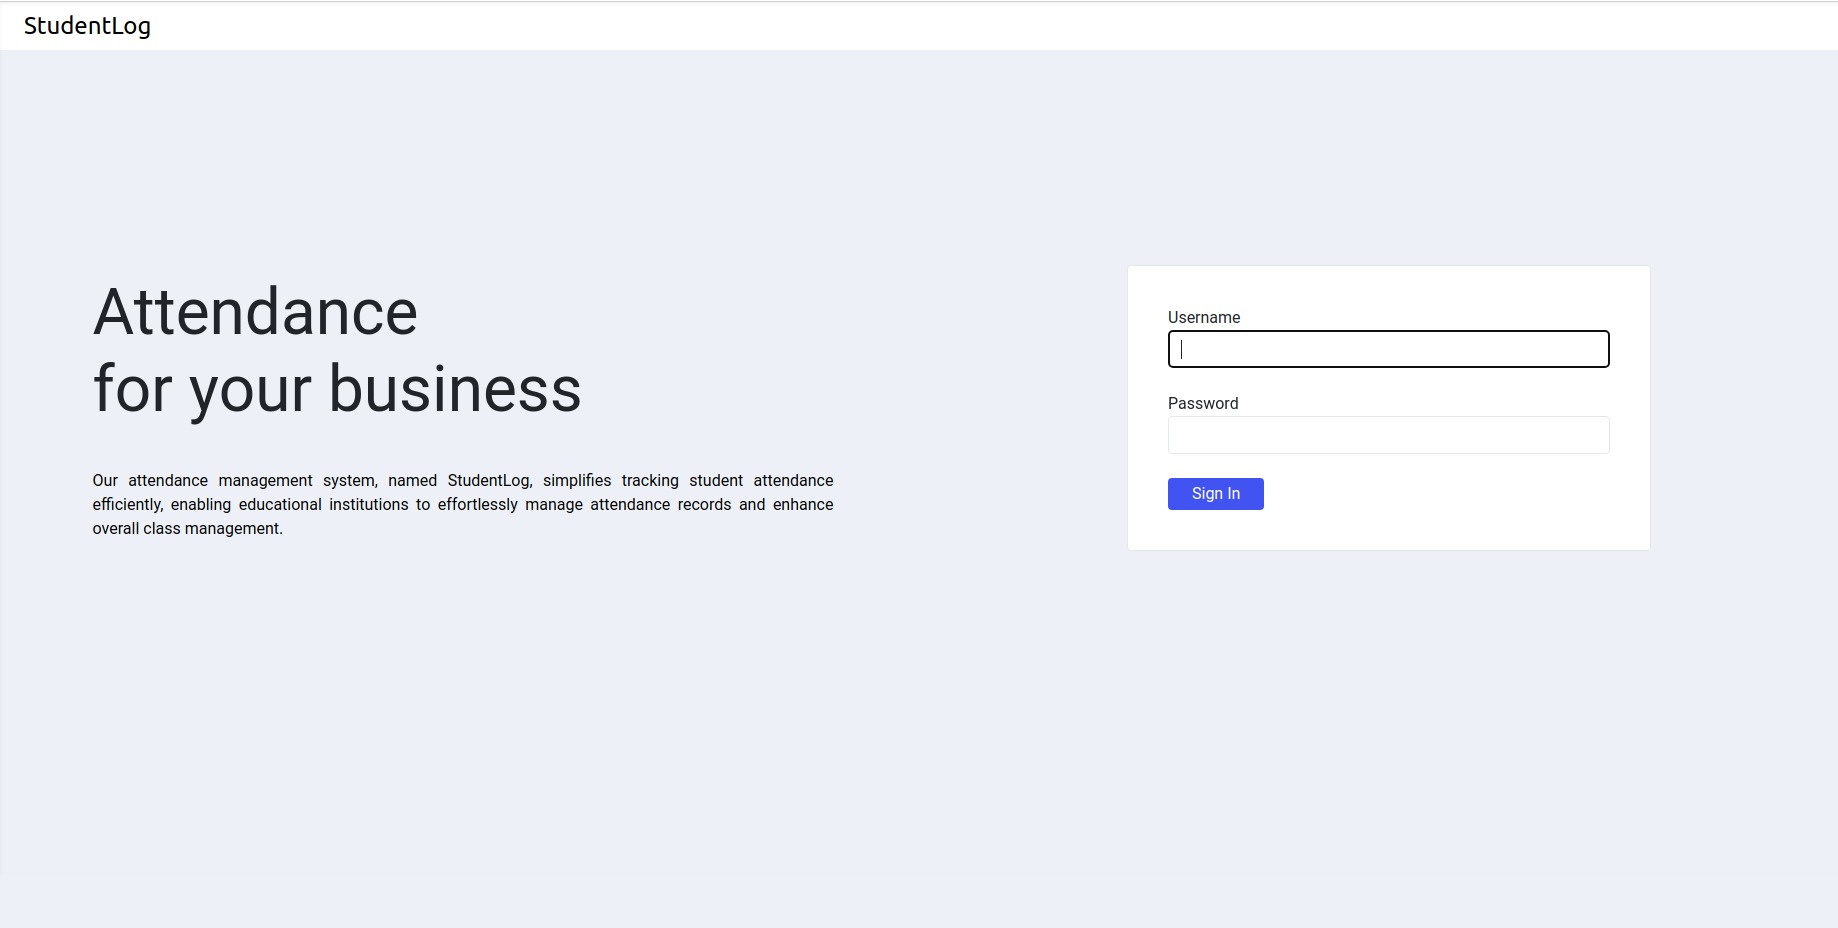 StudentLog
Attendance
for your business
Our attendance management system, named StudentLog, simplifies tracking student attendance
efficiently, enabling educational institutions to effortlessly manage attendance records and enhance
overall class management.
Username
Password
Sign In